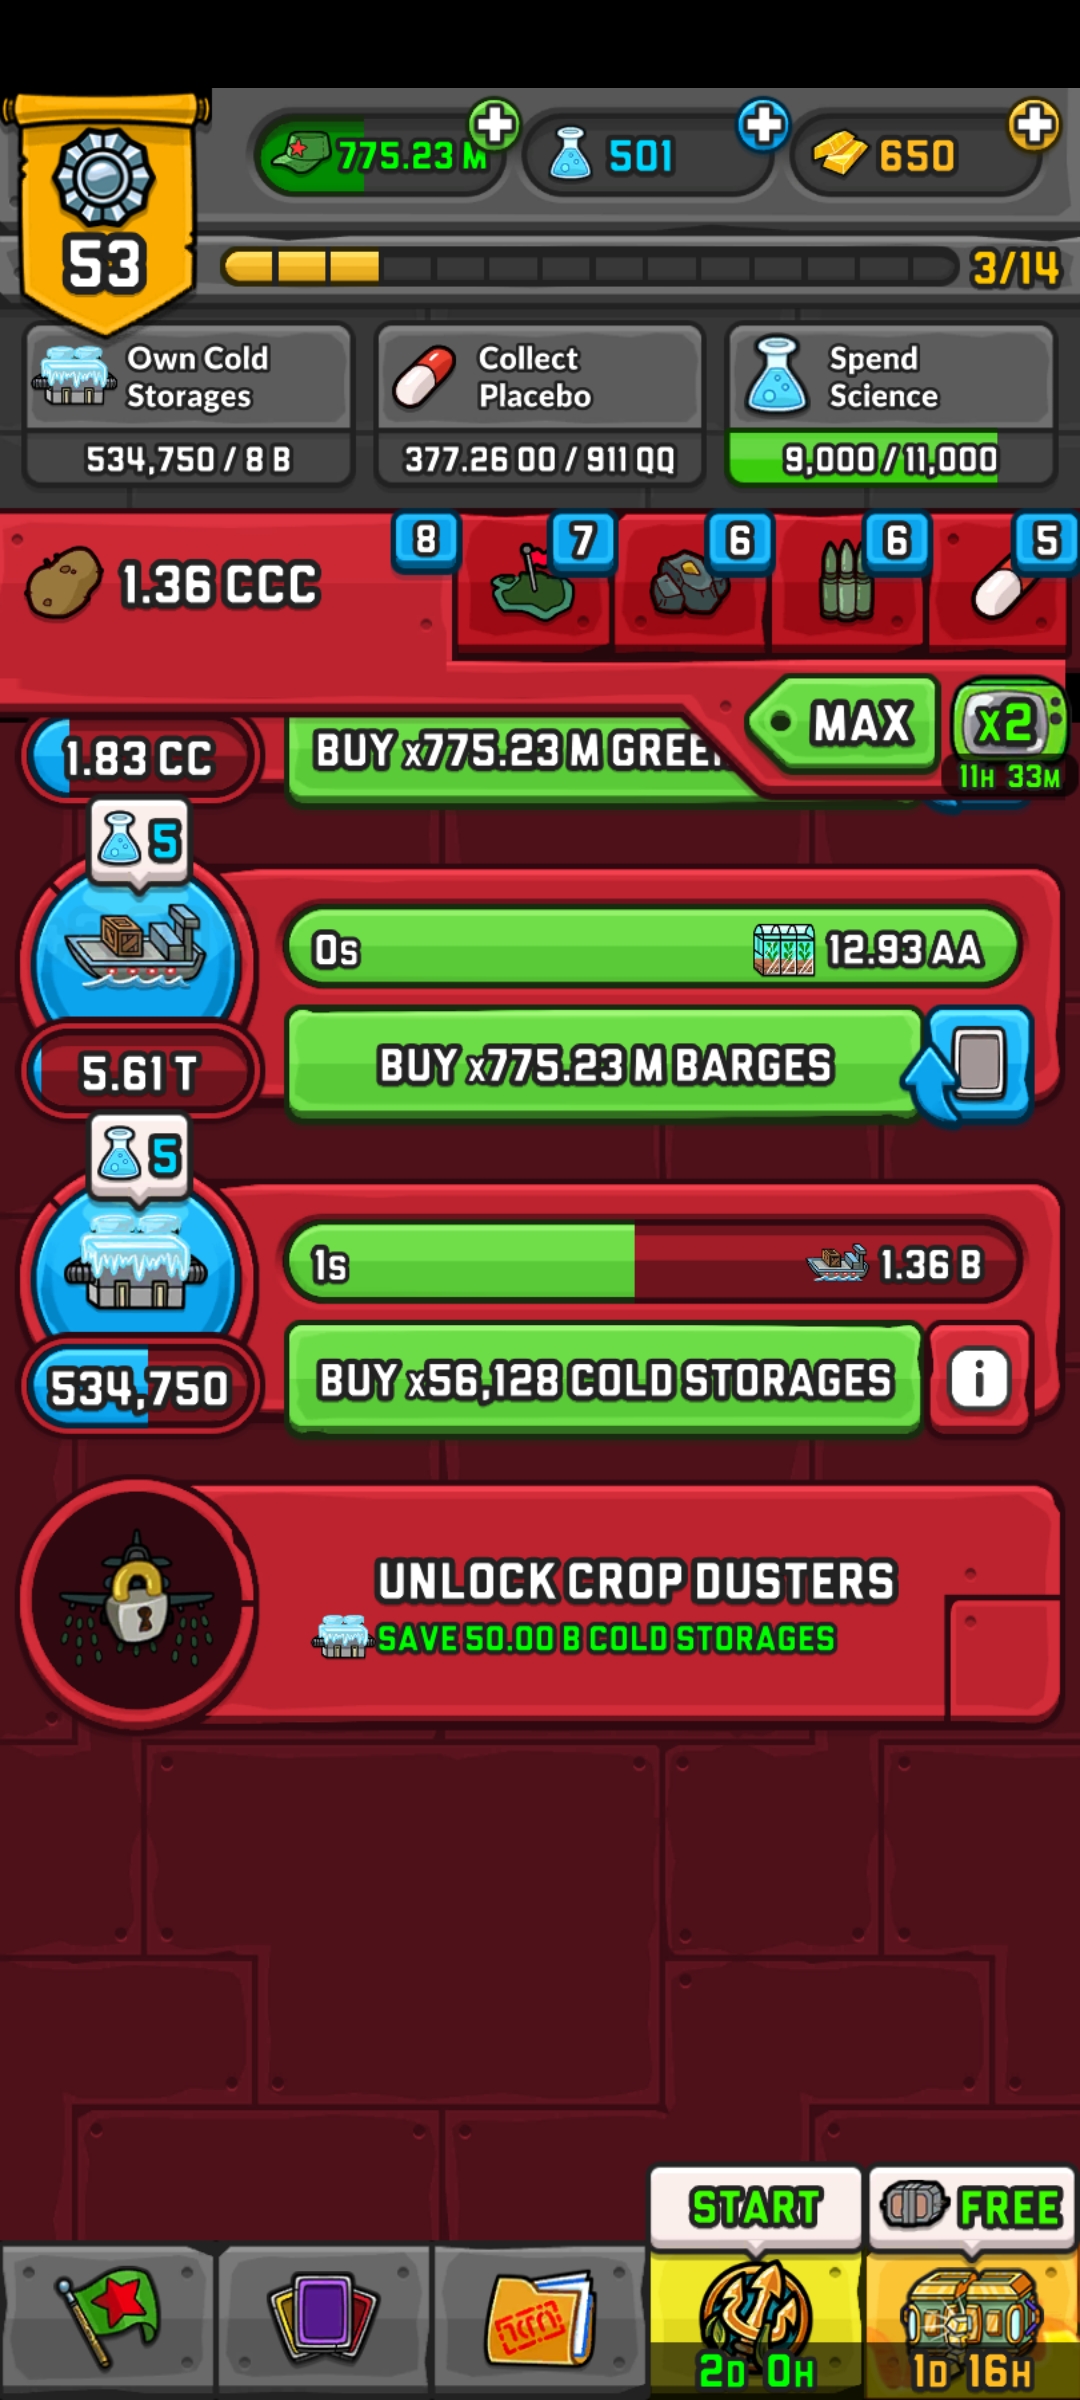 775.23 M
501
650
53
3/14
Own Cold
Storages
534,750 / 8 B
Collect
Placebo
377.26 OO / 911 QQ
Spend
Science
9,000 / 11,000
1.36 CCC
8
7
6
6
5
MAX
x2
11H 33M
1.83 CC
BUY x775.23 M
5
0s
12.93 AA
5.61 T
BUY x775.23 M BARGES
5
1s
1.36 B
534,750
BUY x56,128 COLD STORAGES
i
UNLOCK CROP DUSTERS
SAVE 50.00 B COLD STORAGES
START
FREE
2D 0H
1D 16H